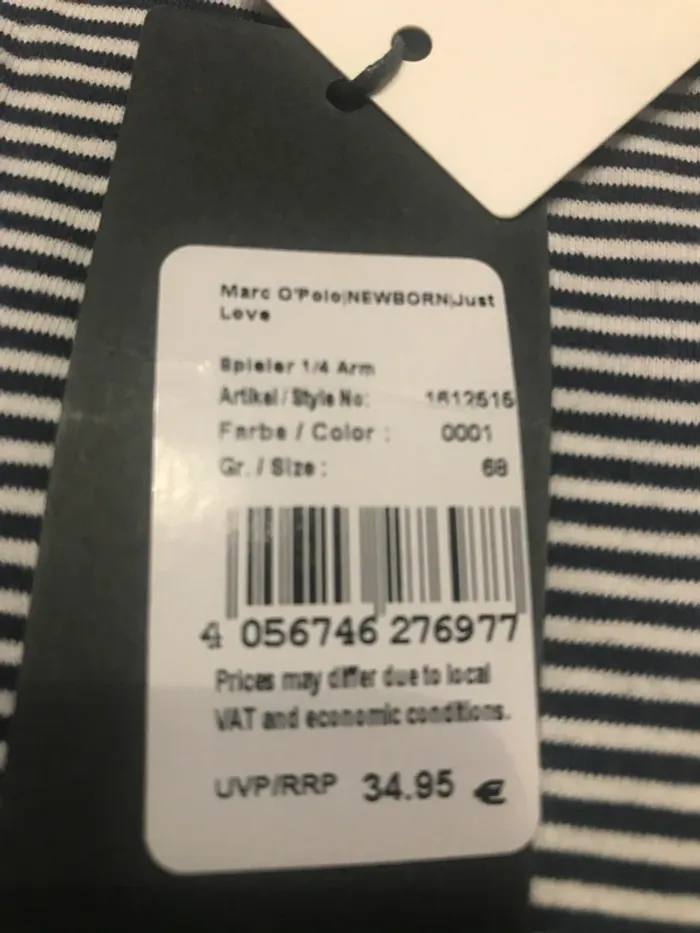 Marc O'Polo|NEWBORN|Just
Love
Spieler 1/4 Arm
Artikel / Style No: 1612515
Farbe / Color : 0001
Gr. / Size : 68
4 056746 276977
Prices may differ due to local
VAT and economic conditions.
UVP/RRP 34.95 €